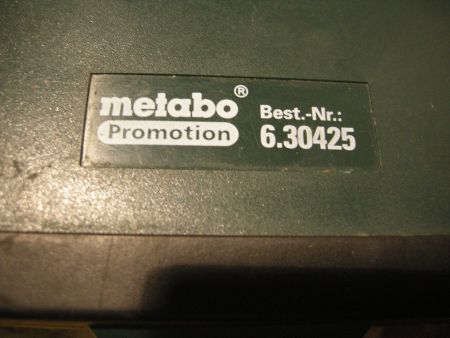 metabo®
Promotion
Best.-Nr.:
6.30425